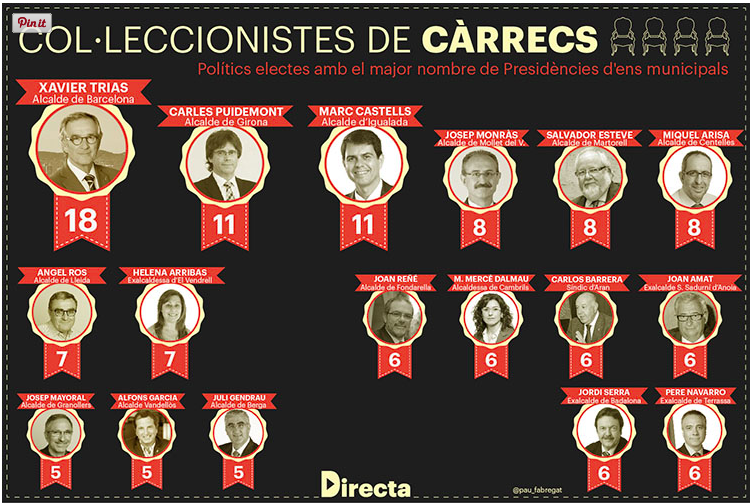 Pin it
COL·LECCIONISTES DE CÀRRECS
Polítics electes amb el major nombre de Presidències d'ens municipals
XAVIER TRIAS
Alcalde de Barcelona
18
CARLES PUIDEMONT
Alcalde de Girona
11
MARC CASTELLS
Alcalde d'Igualada
11
JOSEP MONRÀS
Alcalde de Mollet del V.
8
SALVADOR ESTEVE
Alcalde de Martorell
8
MIQUEL ARISA
Alcalde de Centelles
8
ANGEL ROS
Alcalde de Lleida
7
HELENA ARRIBAS
Exalcaldessa d'El Vendrell
7
JOAN REÑÉ
Alcalde de Fondarella
6
M. MERCÈ DALMAU
Alcaldessa de Cambrils
6
CARLOS BARRERA
Síndic d'Aran
6
JOAN AMAT
Exalcalde S. Sadurní d'Anoia
6
JOSEP MAYORAL
Alcalde de Granollers
5
ALFONS GARCIA
Alcalde Vandellòs
5
JULI GENDRAU
Alcalde de Berga
5
JORDI SERRA
Exalcalde de Badalona
6
PERE NAVARRO
Exalcalde de Terrassa
6
Directa
@pau_fabregat